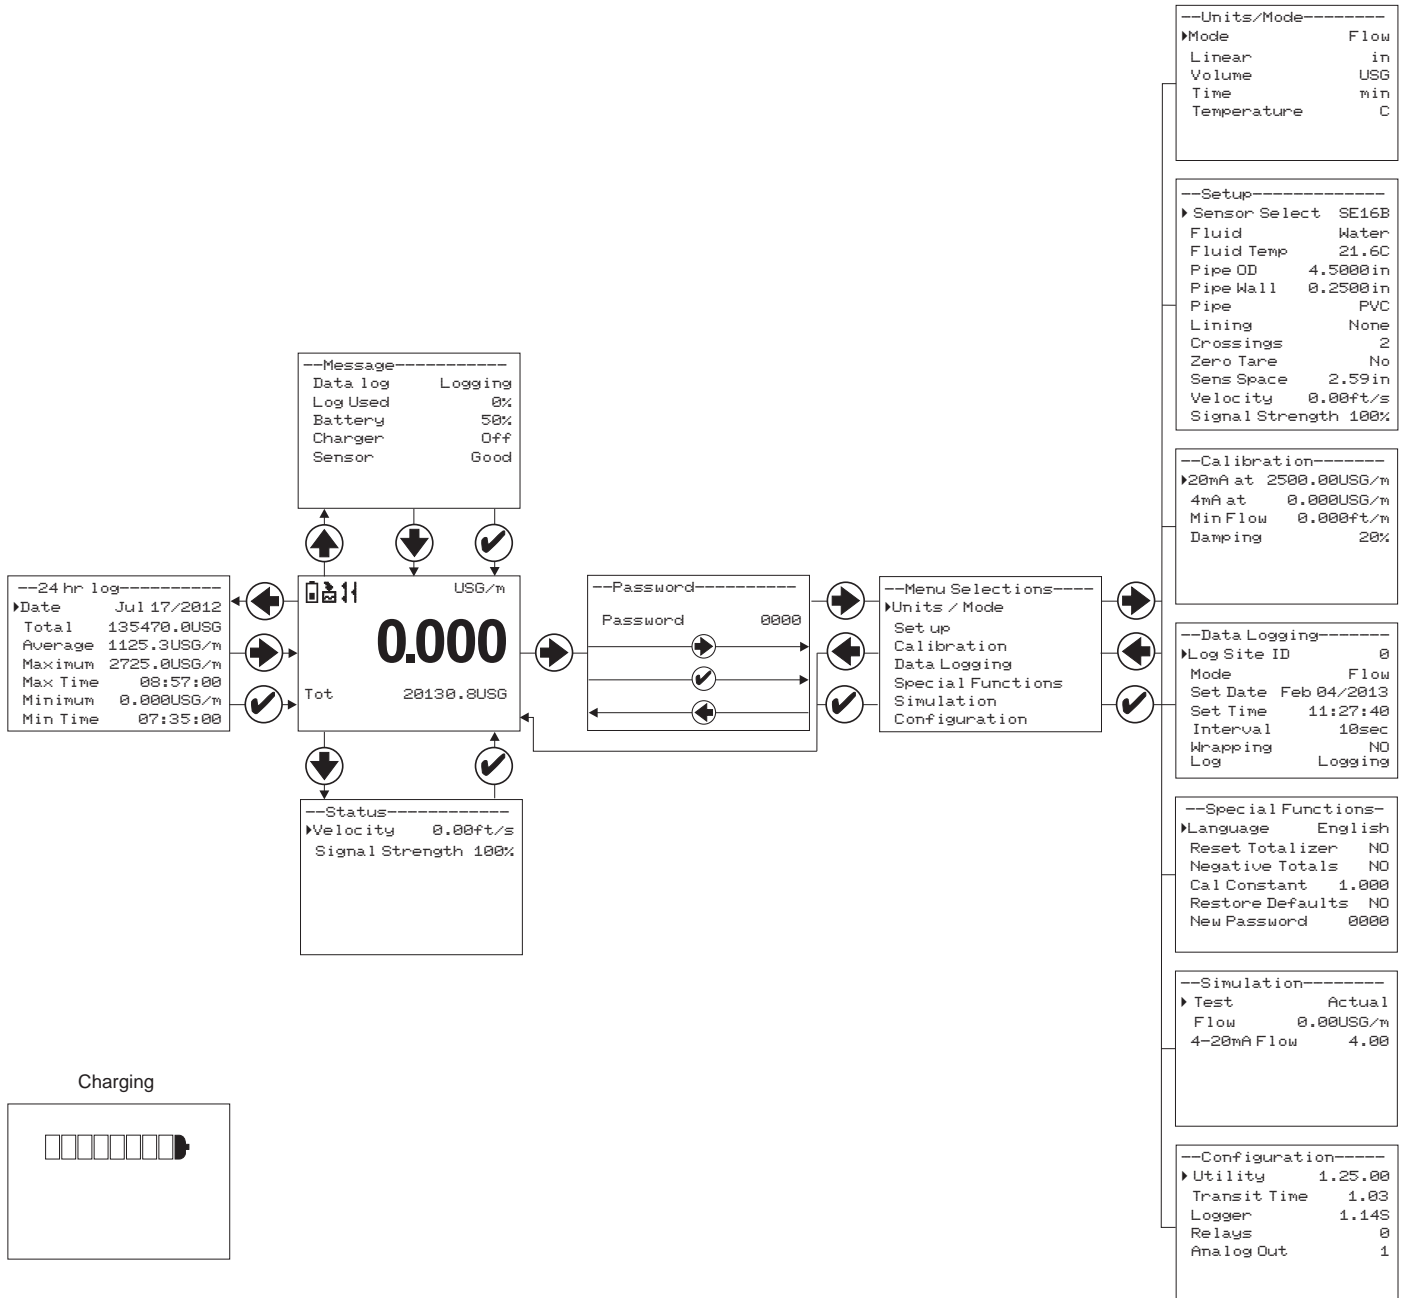 --Message-----------
Data log Logging
Log Used 0%
Battery 50%
Charger Off
Sensor Good
--24 hr log----------
Date Jul 17/2012
Total 135470.0USG
Average 1125.3USG/m
Maximum 2725.0USG/m
Max Time 08:57:00
Minimum 0.000USG/m
Min Time 07:35:00
USG/m
0.000
Tot 20130.8USG
--Status------------
Velocity 0.00ft/s
Signal Strength 100%
--Password----------
Password 0000
--Menu Selections----
Units / Mode
Set up
Calibration
Data Logging
Special Functions
Simulation
Configuration
--Units/Mode--------
Mode Flow
Linear in
Volume USG
Time min
Temperature C
--Setup-------------
Sensor Select SE16B
Fluid Water
Fluid Temp 21.6C
Pipe OD 4.5000in
Pipe Wall 0.2500in
Pipe PVC
Lining None
Crossings 2
Zero Tare No
Sens Space 2.59in
Velocity 0.00ft/s
Signal Strength 100%
--Calibration-------
20mA at 2500.00USG/m
4mA at 0.000USG/m
Min Flow 0.000ft/m
Damping 20%
--Data Logging-------
Log Site ID 0
Mode Flow
Set Date Feb 04/2013
Set Time 11:27:40
Interval 10sec
Wrapping NO
Log Logging
--Special Functions-
Language English
Reset Totalizer NO
Negative Totals NO
Cal Constant 1.000
Restore Defaults NO
New Password 0000
--Simulation--------
Test Actual
Flow 0.00USG/m
4-20mA Flow 4.00
--Configuration-----
Utility 1.25.00
Transit Time 1.03
Logger 1.14S
Relays 0
Analog Out 1
Charging